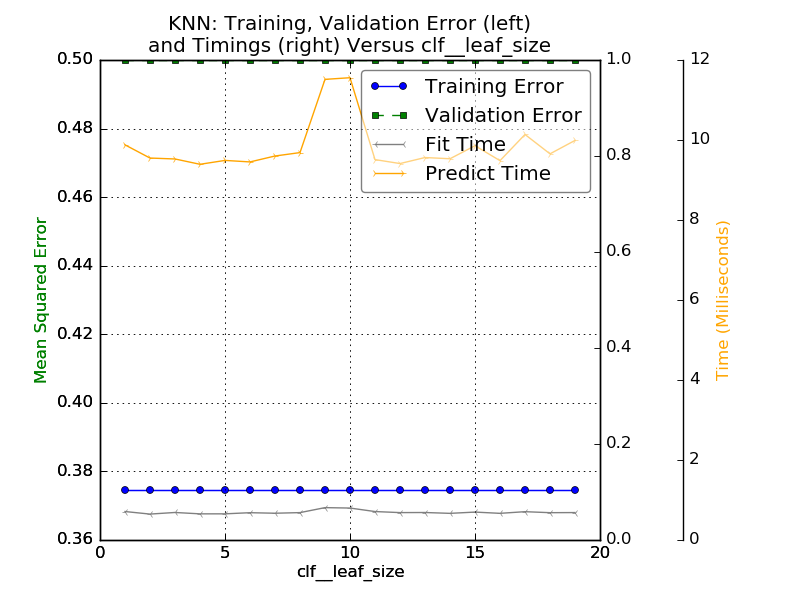 KNN: Training, Validation Error (left)
and Timings (right) Versus clf__leaf_size
Training Error
Validation Error
Fit Time
Predict Time
Mean Squared Error
0.50
0.48
0.46
0.44
0.42
0.40
0.38
0.36
0 5 10 15 20
clf__leaf_size
1.0
0.8
0.6
0.4
0.2
0.0
12
10
8
6
4
2
0
Time (Milliseconds)